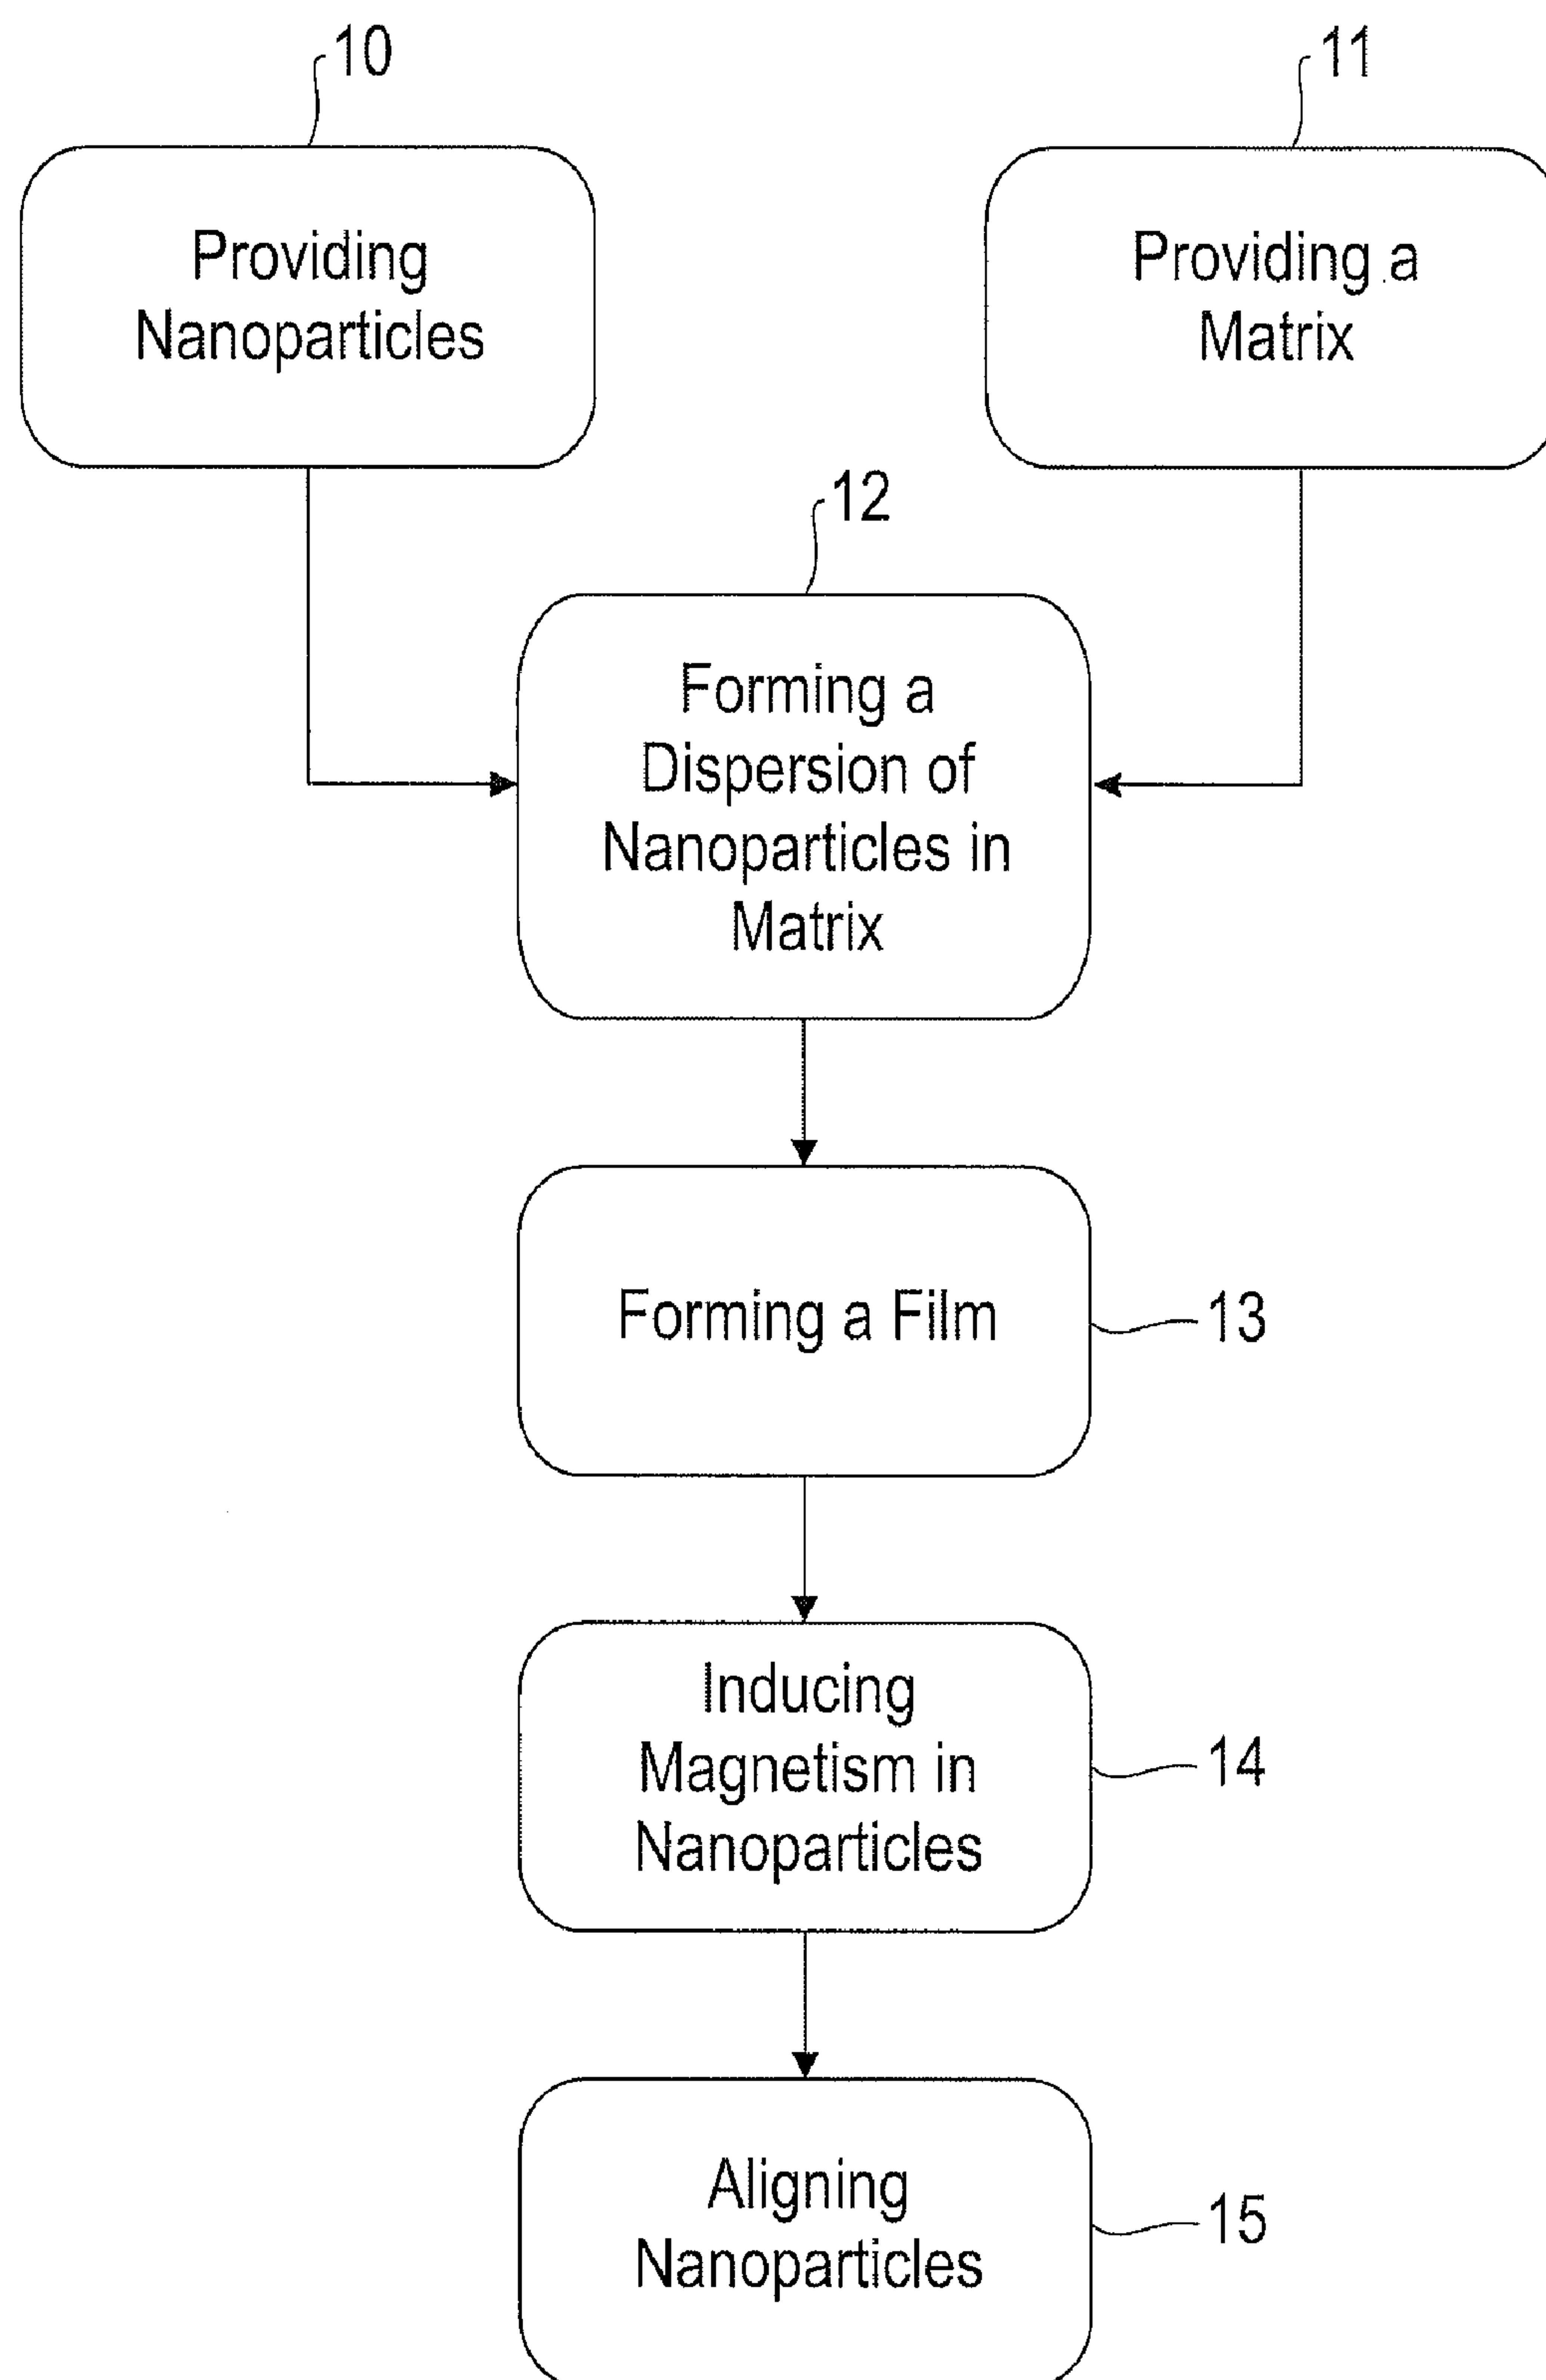 10
11
Providing
Nanoparticles
Providing a
Matrix
12
Forming a
Dispersion of
Nanoparticles in
Matrix
Forming a Film
13
Inducing
Magnetism in
Nanoparticles
14
Aligning
Nanoparticles
15